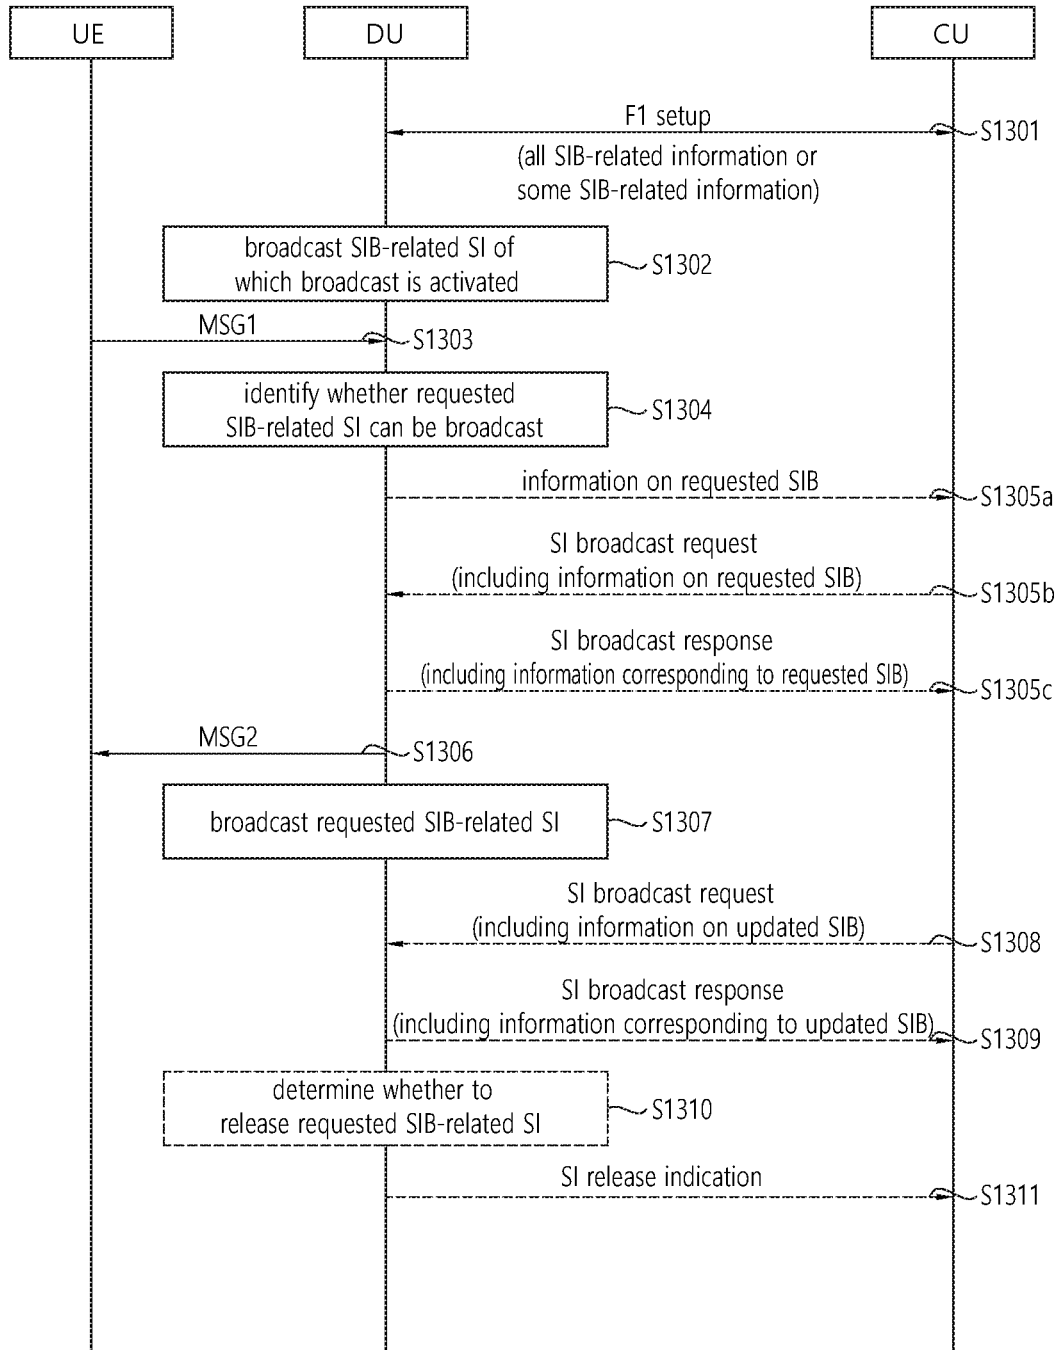 UE
DU
CU
F1 setup
S1301
(all SIB-related information or
some SIB-related information)
broadcast SIB-related SI of
which broadcast is activated
S1302
MSG1
S1303
identify whether requested
SIB-related SI can be broadcast
S1304
information on requested SIB
S1305a
SI broadcast request
(including information on requested SIB)
S1305b
SI broadcast response
(including information corresponding to requested SIB)
S1305c
MSG2
S1306
broadcast requested SIB-related SI
S1307
SI broadcast request
(including information on updated SIB)
S1308
SI broadcast response
(including information corresponding to updated SIB)
S1309
determine whether to
release requested SIB-related SI
S1310
SI release indication
S1311